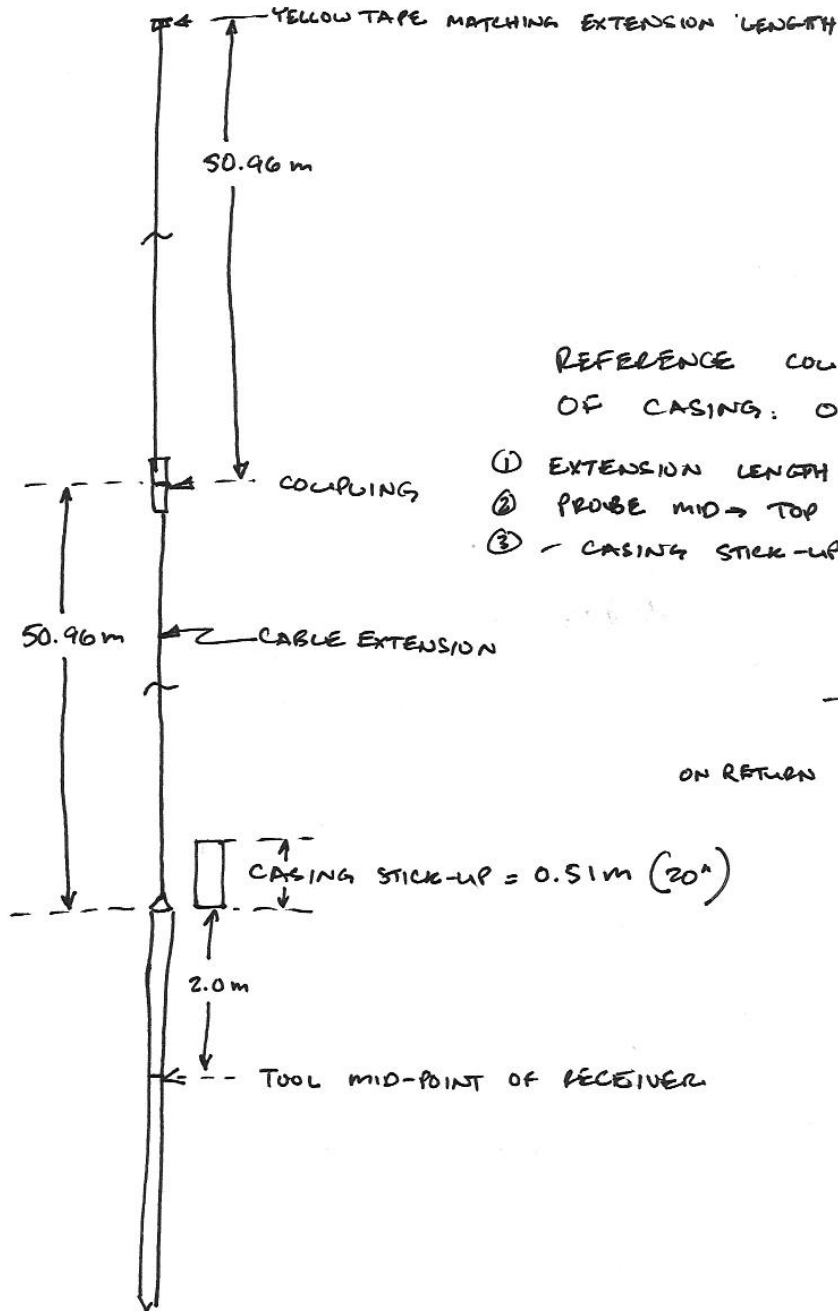 YELLOW TAPE MATCHING EXTENSION LENGTH
50.96 m
REFERENCE COU
OF CASING: O
① EXTENSION LENGTH
② PROBE MID → TOP
③ - CASING STICK-UP
COUPLING
50.96 m
CABLE EXTENSION
ON RETURN
CASING STICK-UP = 0.51m (20")
2.0 m
TOOL MID-POINT OF RECEIVER